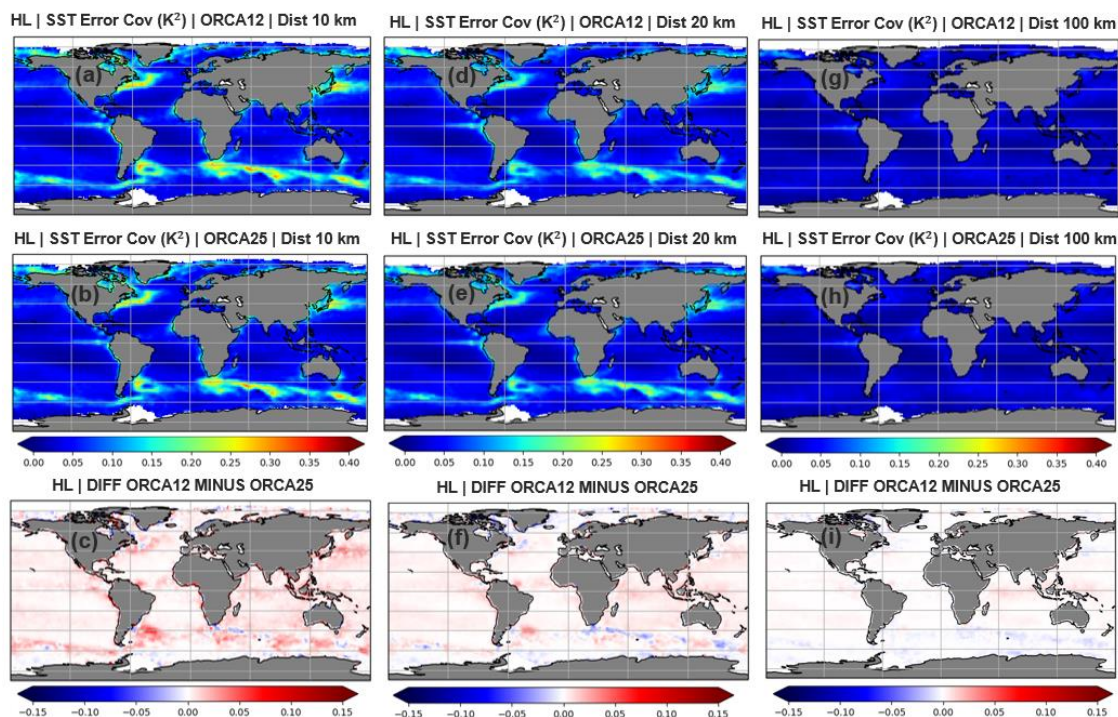 HL | SST Error Cov (K²) | ORCA12 | Dist 10 km
HL | SST Error Cov (K²) | ORCA12 | Dist 20 km
HL | SST Error Cov (K²) | ORCA12 | Dist 100 km
(a)
(d)
(g)
HL | SST Error Cov (K²) | ORCA25 | Dist 10 km
HL | SST Error Cov (K²) | ORCA25 | Dist 20 km
HL | SST Error Cov (K²) | ORCA25 | Dist 100 km
(b)
(e)
(h)
0.00 0.05 0.10 0.15 0.20 0.25 0.30 0.35 0.40
0.00 0.05 0.10 0.15 0.20 0.25 0.30 0.35 0.40
0.00 0.05 0.10 0.15 0.20 0.25 0.30 0.35 0.40
HL | DIFF ORCA12 MINUS ORCA25
HL | DIFF ORCA12 MINUS ORCA25
HL | DIFF ORCA12 MINUS ORCA25
(c)
(f)
(i)
−0.15 −0.10 −0.05 0.00 0.05 0.10 0.15
−0.15 −0.10 −0.05 0.00 0.05 0.10 0.15
−0.15 −0.10 −0.05 0.00 0.05 0.10 0.15